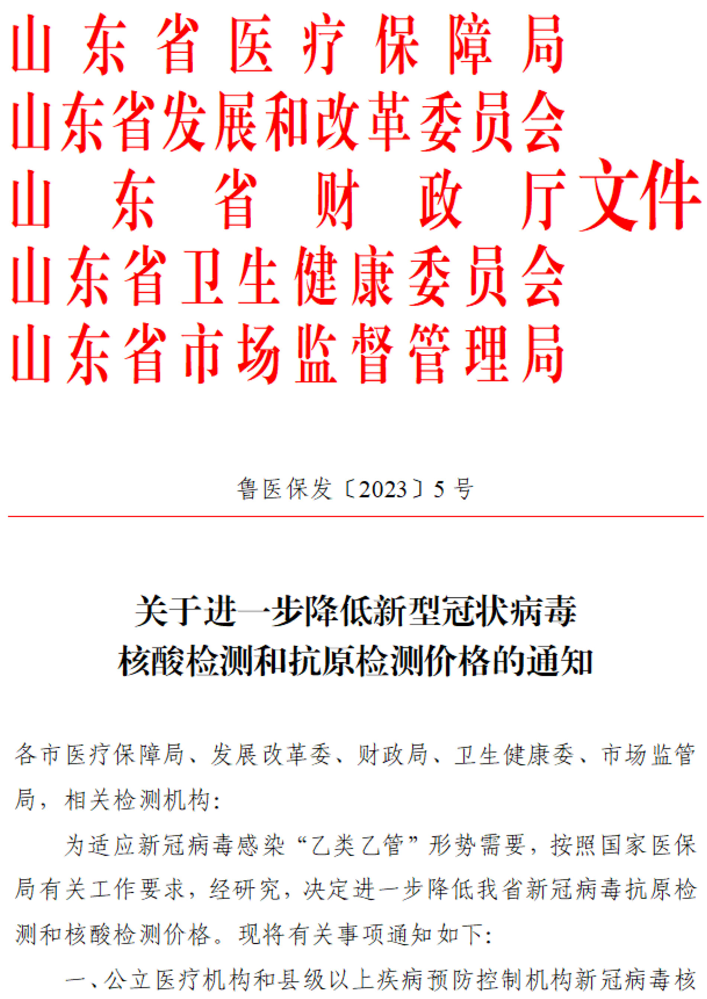 山东省医疗保障局
山东省发展和改革委员会
山东省财政厅文件
山东省卫生健康委员会
山东省市场监督管理局
鲁医保发〔2023〕5号
关于进一步降低新型冠状病毒
核酸检测和抗原检测价格的通知
各市医疗保障局、发展改革委、财政局、卫生健康委、市场监管
局，相关检测机构：
为适应新冠病毒感染“乙类乙管”形势需要，按照国家医保
局有关工作要求，经研究，决定进一步降低我省新冠病毒抗原检
测和核酸检测价格。现将有关事项通知如下：
一、公立医疗机构和县级以上疾病预防控制机构新冠病毒核